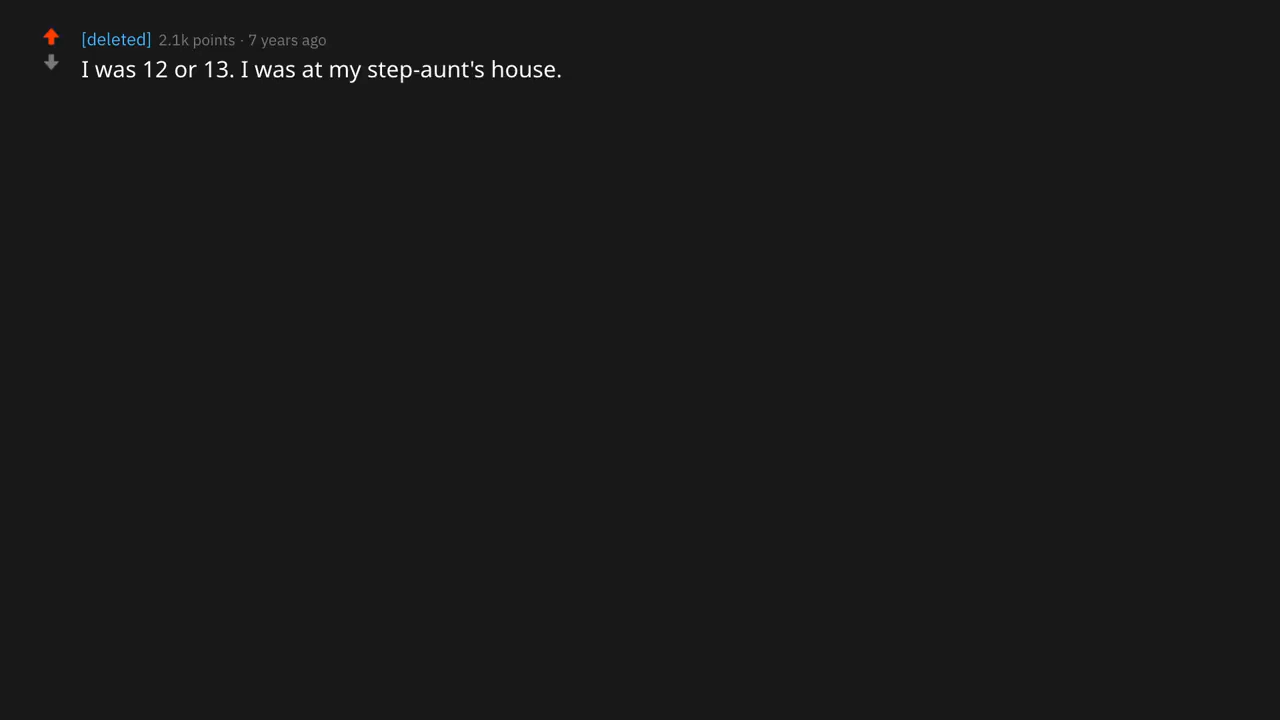 [deleted] 2.1k points · 7 years ago
I was 12 or 13. I was at my step-aunt's house.